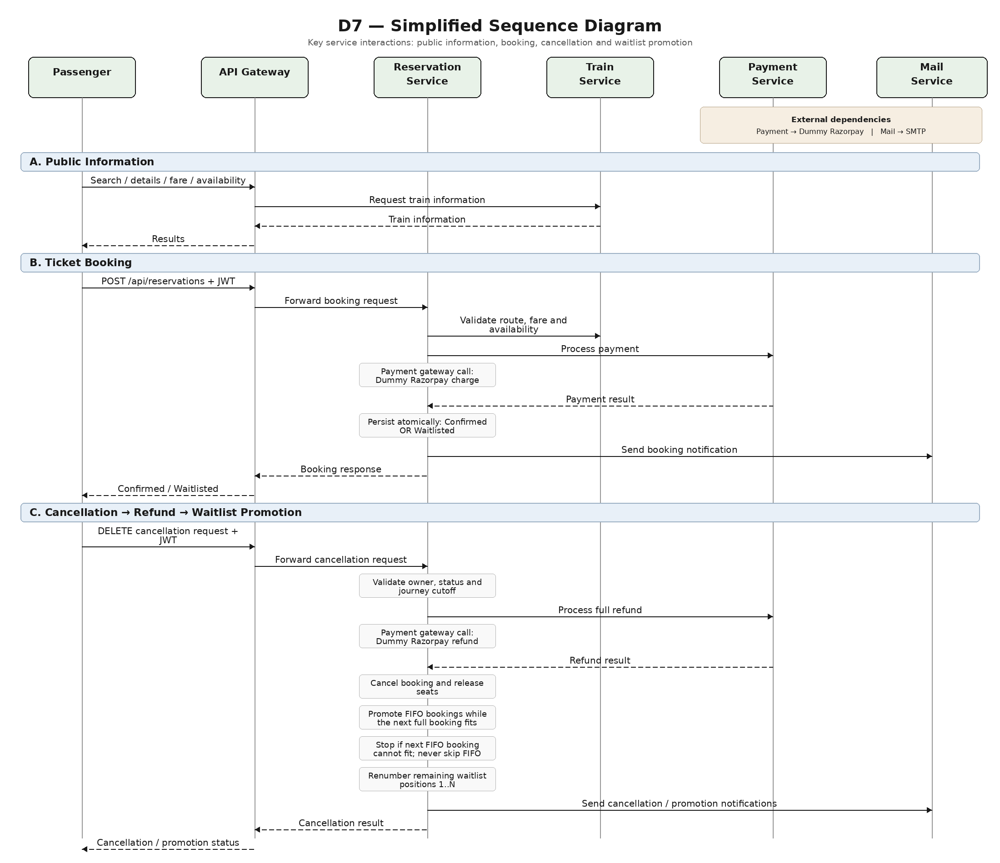 D7 — Simplified Sequence Diagram
Key service interactions: public information, booking, cancellation and waitlist promotion
Passenger
API Gateway
Reservation
Service
Train
Service
Payment
Service
Mail
Service
External dependencies
Payment → Dummy Razorpay | Mail → SMTP
A. Public Information
Search / details / fare / availability
Request train information
Train information
Results
B. Ticket Booking
POST /api/reservations + JWT
Forward booking request
Validate route, fare and
availability
Process payment
Payment gateway call:
Dummy Razorpay charge
Payment result
Persist atomically: Confirmed
OR Waitlisted
Send booking notification
Booking response
Confirmed / Waitlisted
C. Cancellation → Refund → Waitlist Promotion
DELETE cancellation request +
JWT
Forward cancellation request
Validate owner, status and
journey cutoff
Process full refund
Payment gateway call:
Dummy Razorpay refund
Refund result
Cancel booking and release
seats
Promote FIFO bookings while
the next full booking fits
Stop if next FIFO booking
cannot fit; never skip FIFO
Renumber remaining waitlist
positions 1..N
Send cancellation / promotion notifications
Cancellation result
Cancellation / promotion status